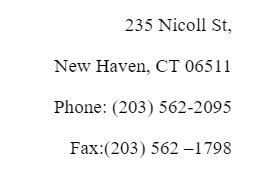 235 Nicoll St,
New Haven, CT 06511
Phone: (203) 562-2095
Fax:(203) 562 –1798